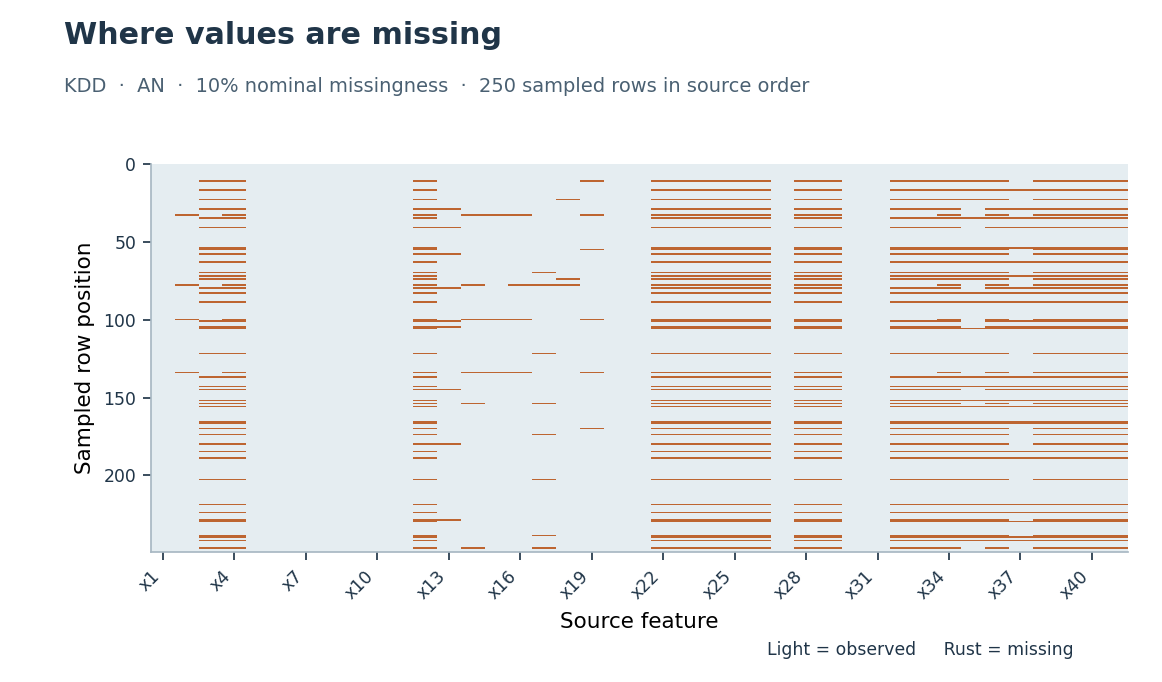 Where values are missing
KDD · AN · 10% nominal missingness · 250 sampled rows in source order
0
50
100
150
200
Sampled row position
x1 x4 x7 x10 x13 x16 x19 x22 x25 x28 x31 x34 x37 x40
Source feature
Light = observed Rust = missing